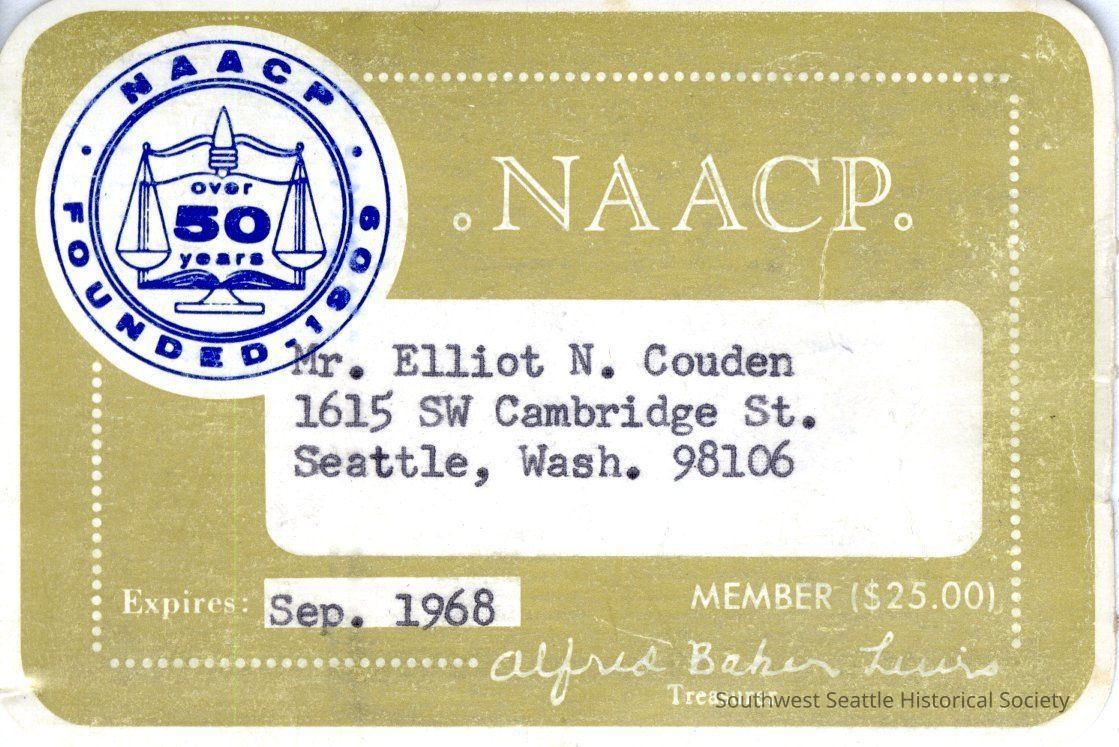 NAACP
FOUNDED-1909
over
50
years
.NAACP.
Mr. Elliot N. Couden
1615 SW Cambridge St.
Seattle, Wash. 98106
Expires: Sep. 1968
MEMBER ($25.00)
Alfred Baker Lewis
Treasurer
Southwest Seattle Historical Society